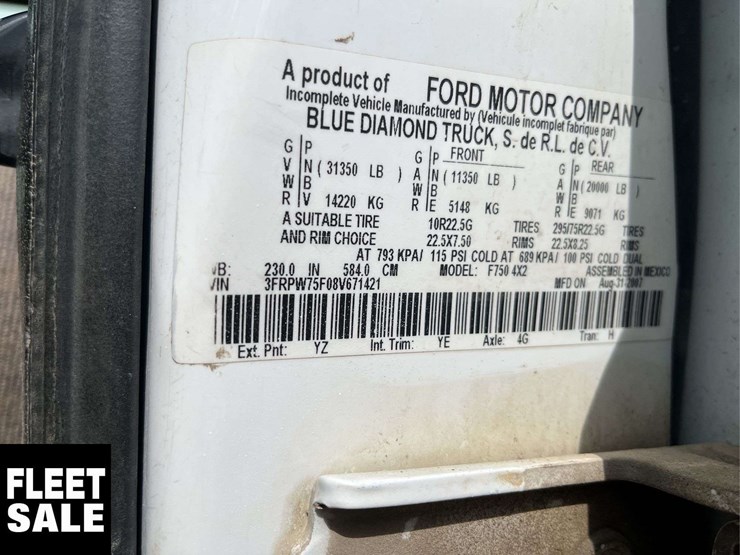 A product of FORD MOTOR COMPANY
Incomplete Vehicle Manufactured by (Vehicule incomplet fabrique par)
BLUE DIAMOND TRUCK, S. de R.L. de C.V.
G P G P FRONT G P REAR
V N ( 31350 LB ) A N ( 11350 LB ) A N ( 20000 LB )
W B W B W B
R V 14220 KG R E 5148 KG R E 9071 KG
A SUITABLE TIRE 10R22.5G TIRES 295/75R22.5G TIRES
AND RIM CHOICE 22.5X7.50 RIMS 22.5X8.25 RIMS
AT 793 KPA/ 115 PSI COLD AT 689 KPA/ 100 PSI COLD DUAL
WB: 230.0 IN 584.0 CM MODEL: F750 4X2 ASSEMBLED IN MEXICO
VIN 3FRPW75F08V671421 MFD ON Aug-31-2007
Ext. Pnt: YZ Int. Trim: YE Axle: 4G Tran: H
FLEET
SALE